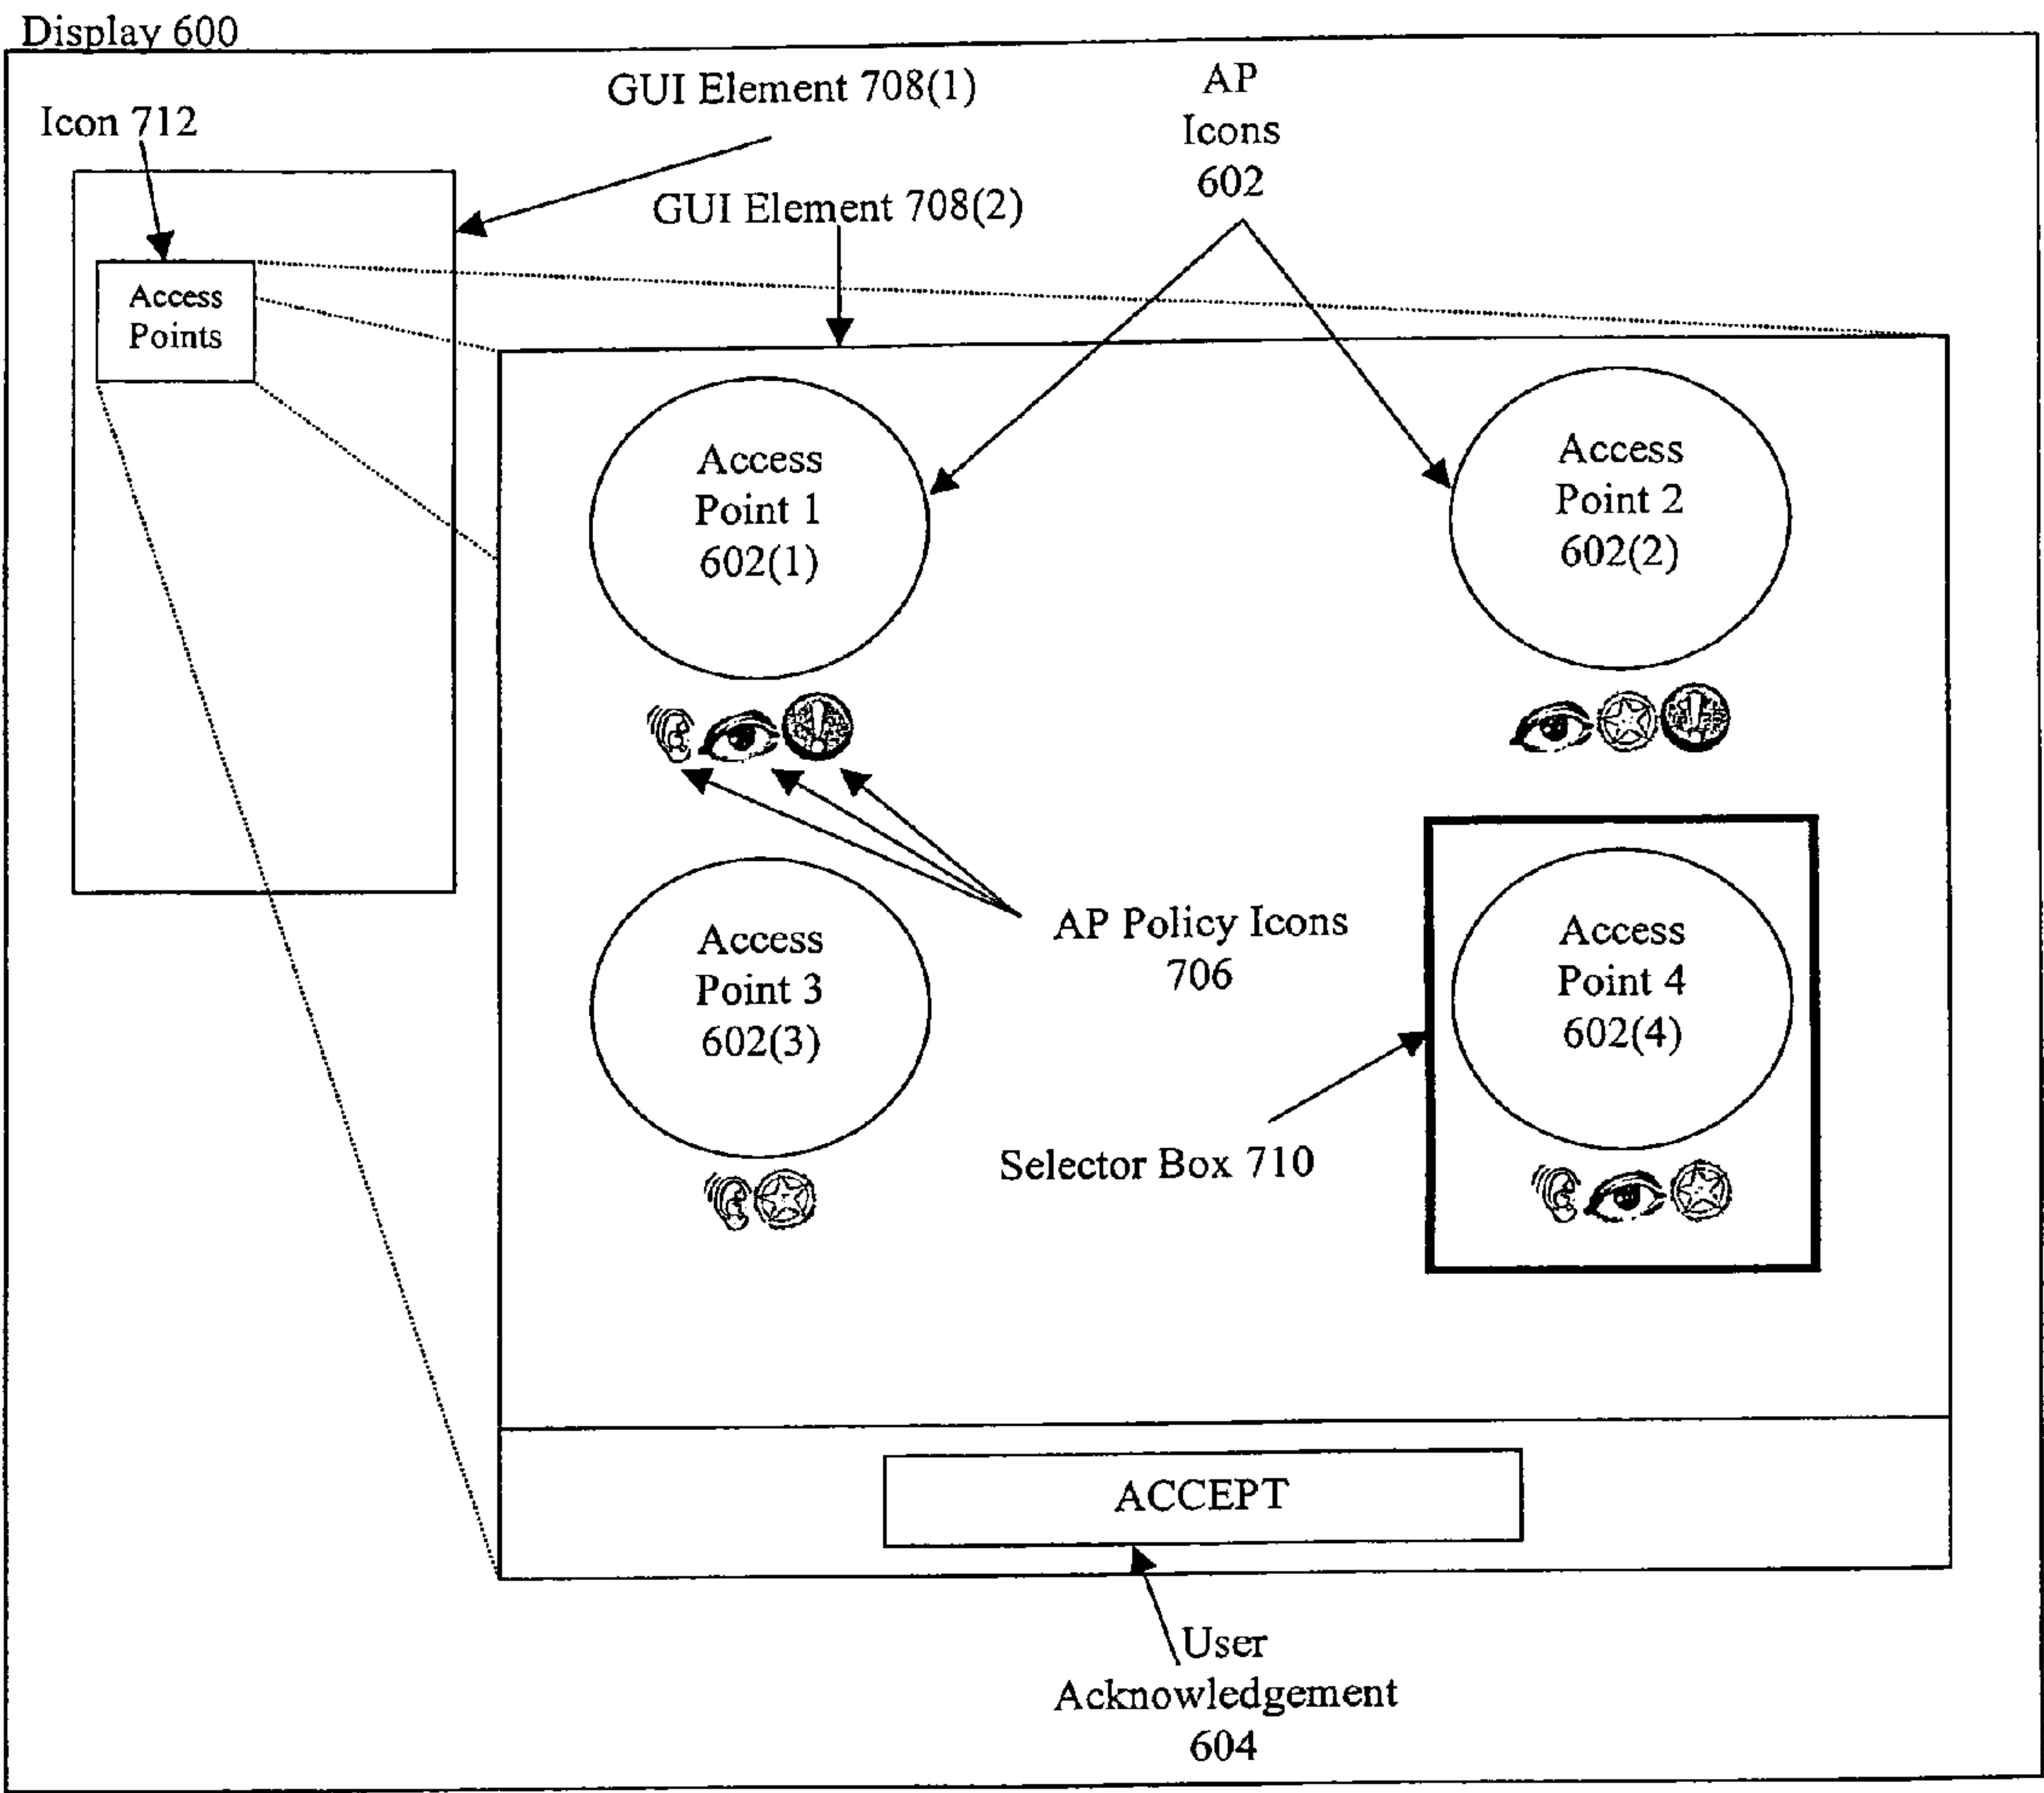 Display 600
GUI Element 708(1)
AP
Icons
602
Icon 712
GUI Element 708(2)
Access
Points
Access
Point 1
602(1)
Access
Point 2
602(2)
AP Policy Icons
706
Access
Point 3
602(3)
Access
Point 4
602(4)
Selector Box 710
ACCEPT
User
Acknowledgement
604